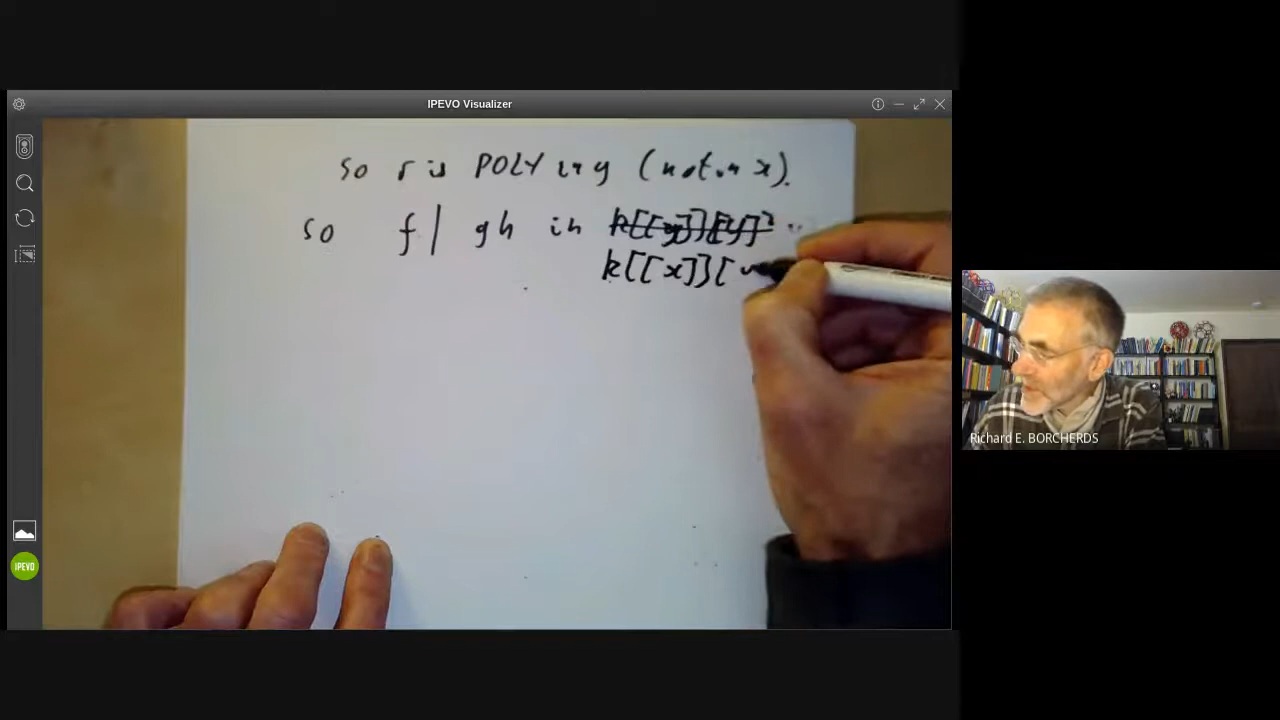 IPEVO Visualizer
so r is POLY in y (not in x).
so f | gh in k[[y]][y]
k[[x]][
IPEVO
Richard E. BORCHERDS